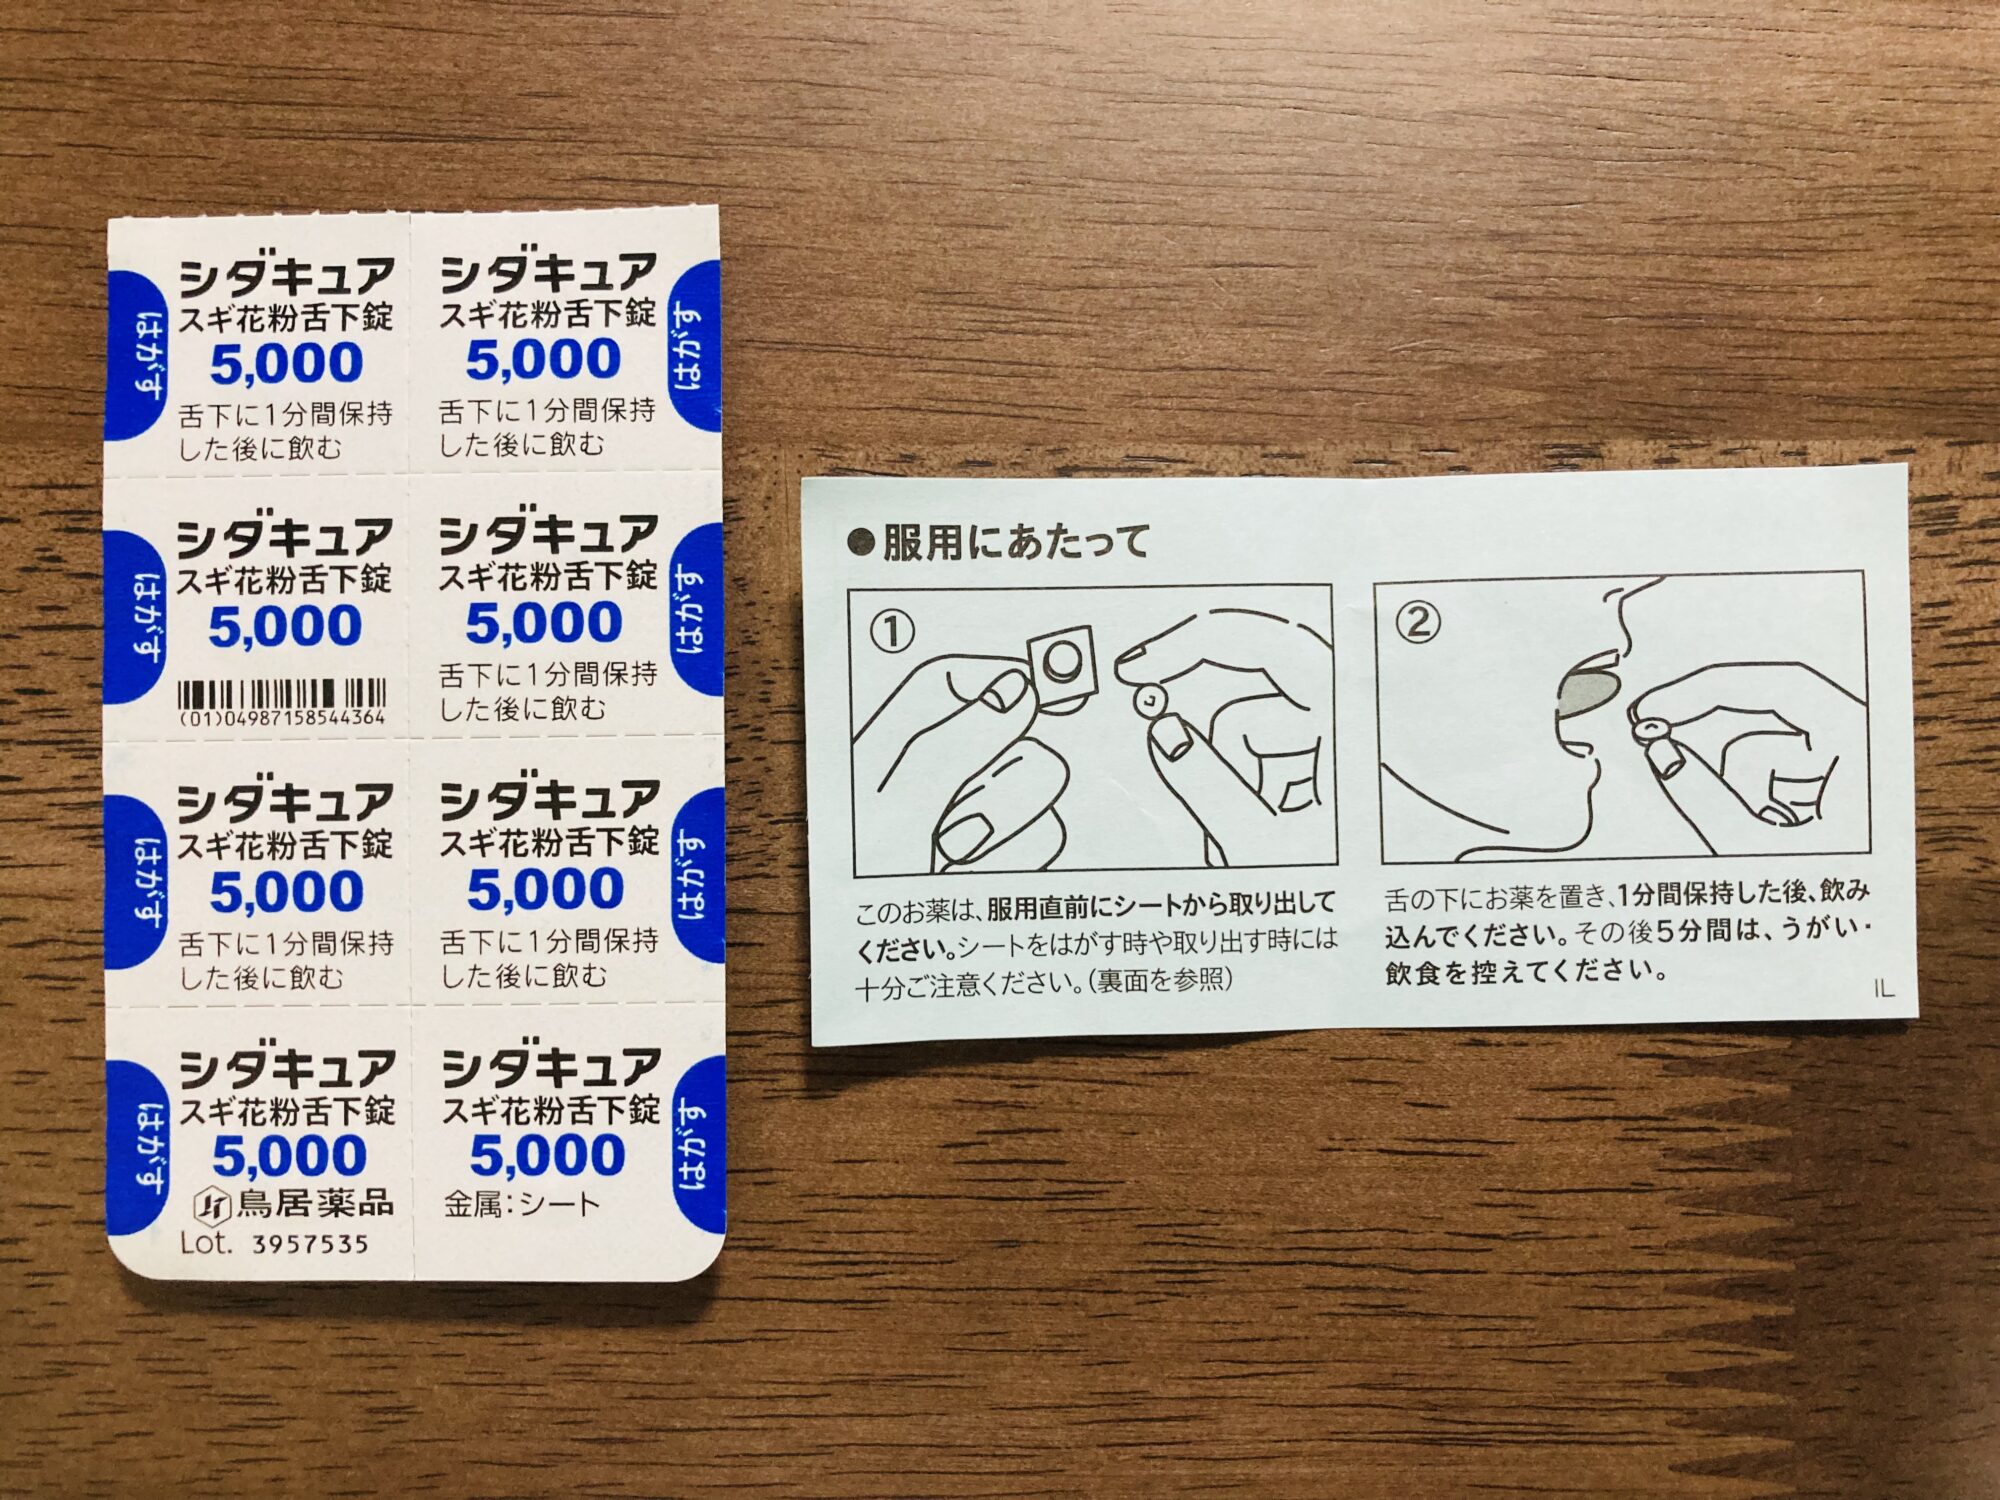 シダキュア
スギ花粉舌下錠
5,000
舌下に1分間保持
した後に飲む
はがす
シダキュア
スギ花粉舌下錠
5,000
舌下に1分間保持
した後に飲む
はがす
シダキュア
スギ花粉舌下錠
5,000
(01)04987158544364
はがす
シダキュア
スギ花粉舌下錠
5,000
舌下に1分間保持
した後に飲む
はがす
シダキュア
スギ花粉舌下錠
5,000
舌下に1分間保持
した後に飲む
はがす
シダキュア
スギ花粉舌下錠
5,000
舌下に1分間保持
した後に飲む
はがす
シダキュア
スギ花粉舌下錠
5,000
鳥居薬品
Lot. 3957535
はがす
シダキュア
スギ花粉舌下錠
5,000
金属:シート
はがす
●服用にあたって
①
このお薬は、服用直前にシートから取り出して
ください。シートをはがす時や取り出す時には
十分ご注意ください。(裏面を参照)
②
舌の下にお薬を置き、1分間保持した後、飲み
込んでください。その後5分間は、うがい・
飲食を控えてください。
IL